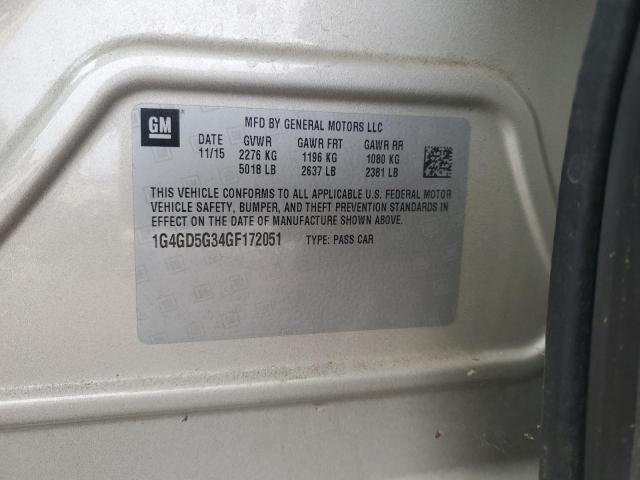 GM
MFD BY GENERAL MOTORS LLC
DATE GVWR GAWR FRT GAWR RR
11/15 2276 KG 1196 KG 1080 KG
5018 LB 2637 LB 2381 LB
THIS VEHICLE CONFORMS TO ALL APPLICABLE U.S. FEDERAL MOTOR
VEHICLE SAFETY, BUMPER, AND THEFT PREVENTION STANDARDS IN
EFFECT ON THE DATE OF MANUFACTURE SHOWN ABOVE.
1G4GD5G34GF172051 TYPE: PASS CAR